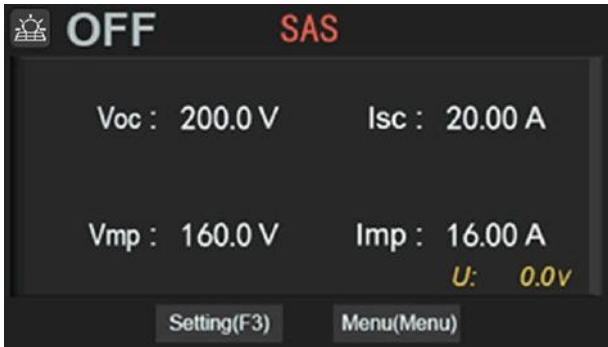 OFF SAS
Voc : 200.0 V Isc : 20.00 A
Vmp : 160.0 V Imp : 16.00 A
U: 0.0v
Setting(F3) Menu(Menu)